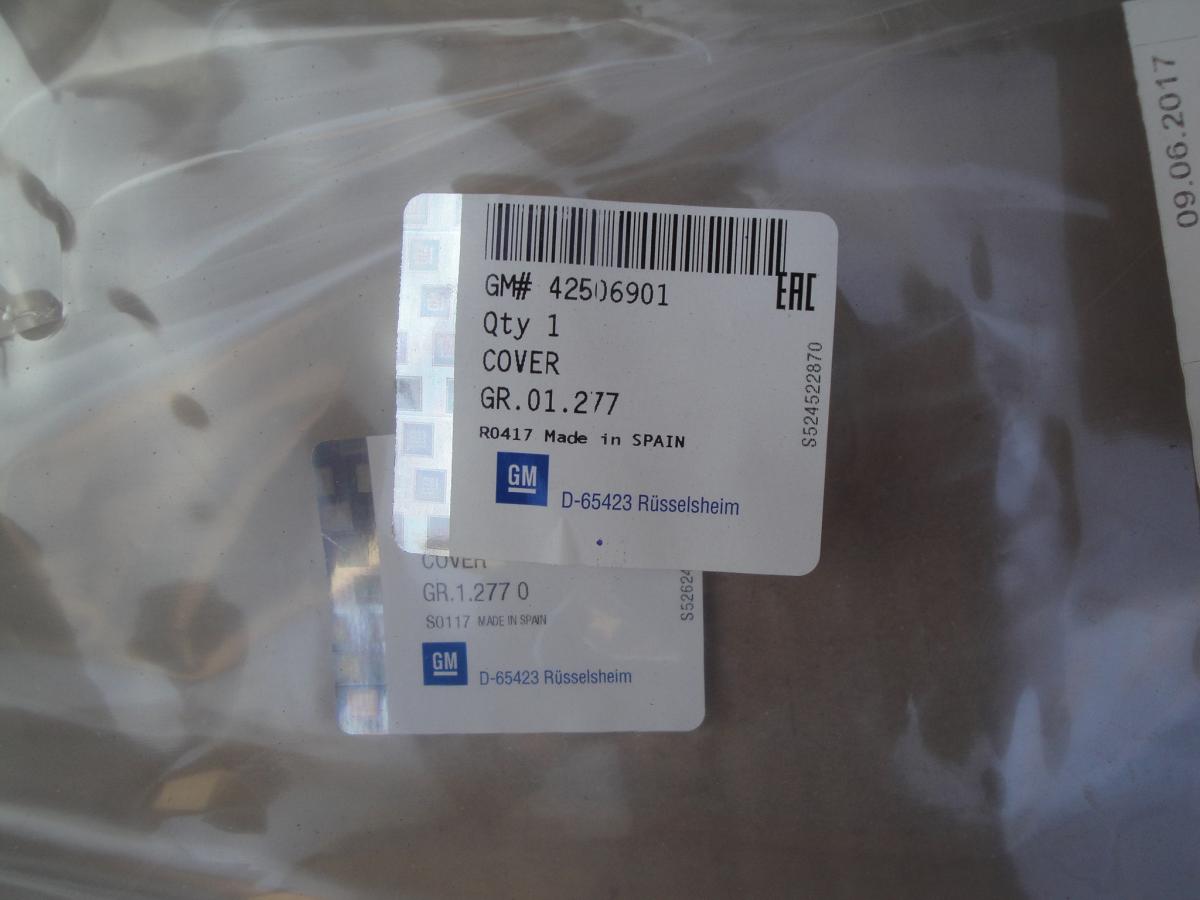 09.06.2017
GM# 42506901
EAC
Qty 1
COVER
GR.01.277
R0417 Made in SPAIN
S524522870
GM
D-65423 Rüsselsheim
COVER
GR.1.277 0
S0117 MADE IN SPAIN
S5262
GM
D-65423 Rüsselsheim